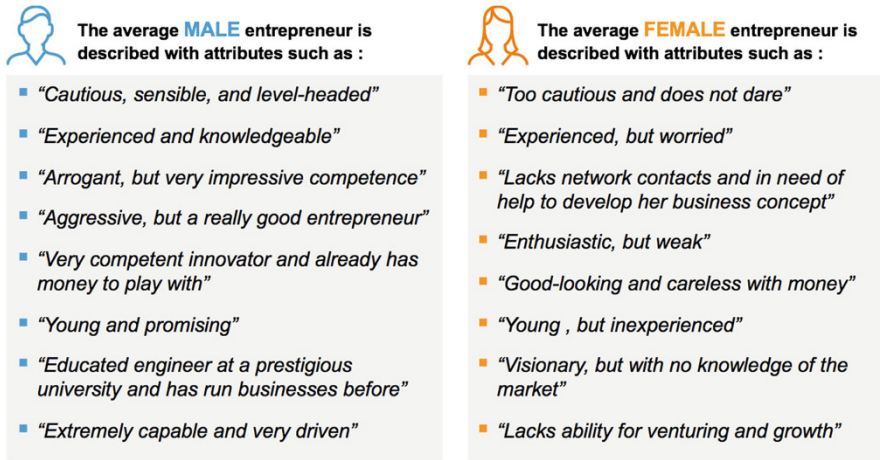 The average MALE entrepreneur is
described with attributes such as :
“Cautious, sensible, and level-headed”
“Experienced and knowledgeable”
“Arrogant, but very impressive competence”
“Aggressive, but a really good entrepreneur”
“Very competent innovator and already has
money to play with”
“Young and promising”
“Educated engineer at a prestigious
university and has run businesses before”
“Extremely capable and very driven”
The average FEMALE entrepreneur is
described with attributes such as :
“Too cautious and does not dare”
“Experienced, but worried”
“Lacks network contacts and in need of
help to develop her business concept”
“Enthusiastic, but weak”
“Good-looking and careless with money”
“Young , but inexperienced”
“Visionary, but with no knowledge of the
market”
“Lacks ability for venturing and growth”